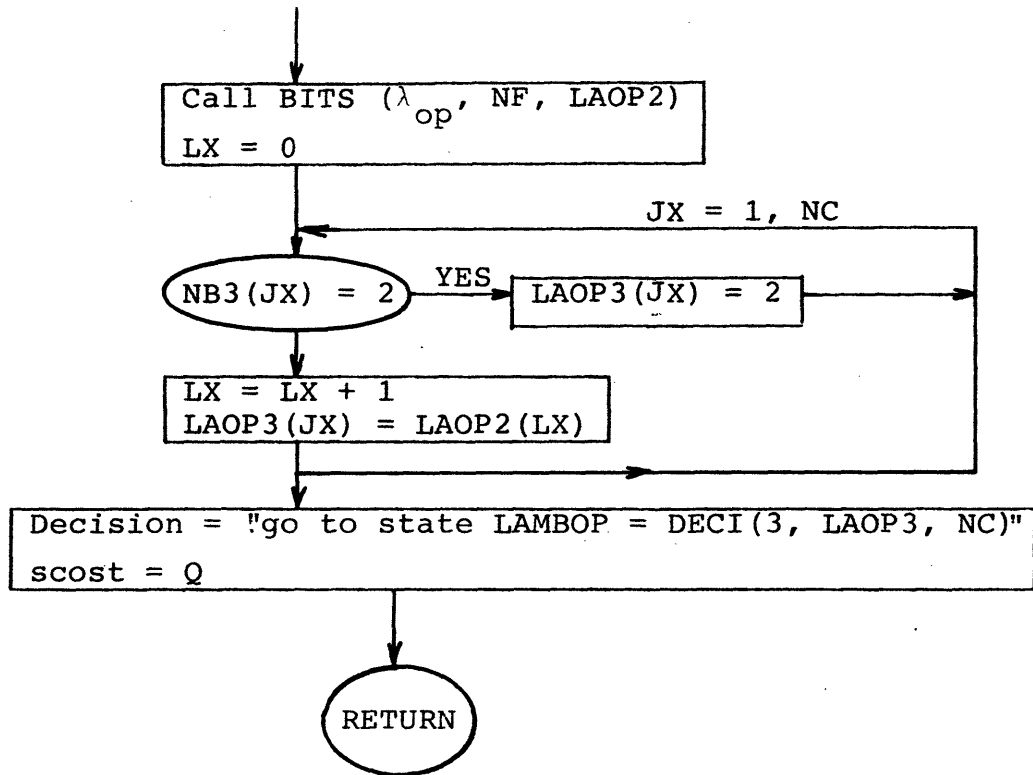 Call BITS (λop, NF, LAOP2)
LX = 0
JX = 1, NC
NB3(JX) = 2
YES
LAOP3(JX) = 2
LX = LX + 1
LAOP3(JX) = LAOP2(LX)
Decision = "go to state LAMBOP = DECI(3, LAOP3, NC)"
scost = Q
RETURN